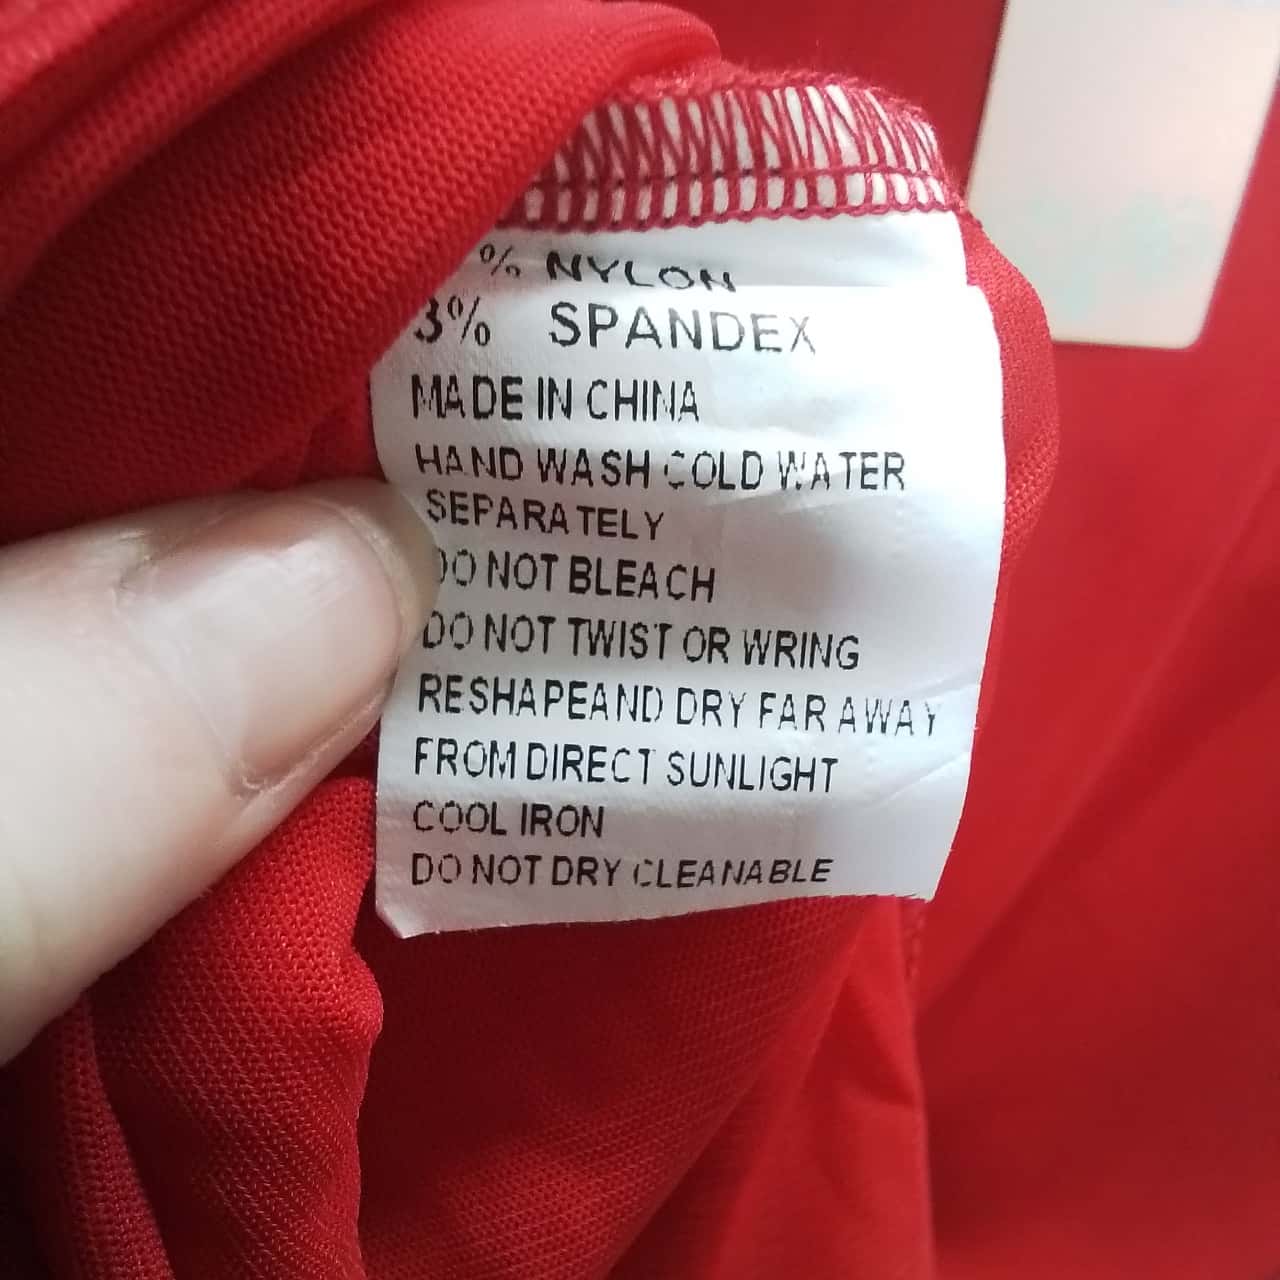 % NYLON
3% SPANDEX
MADE IN CHINA
HAND WASH COLD WATER
SEPARATELY
DO NOT BLEACH
DO NOT TWIST OR WRING
RESHAPEAND DRY FAR AWAY
FROM DIRECT SUNLIGHT
COOL IRON
DO NOT DRY CLEANABLE